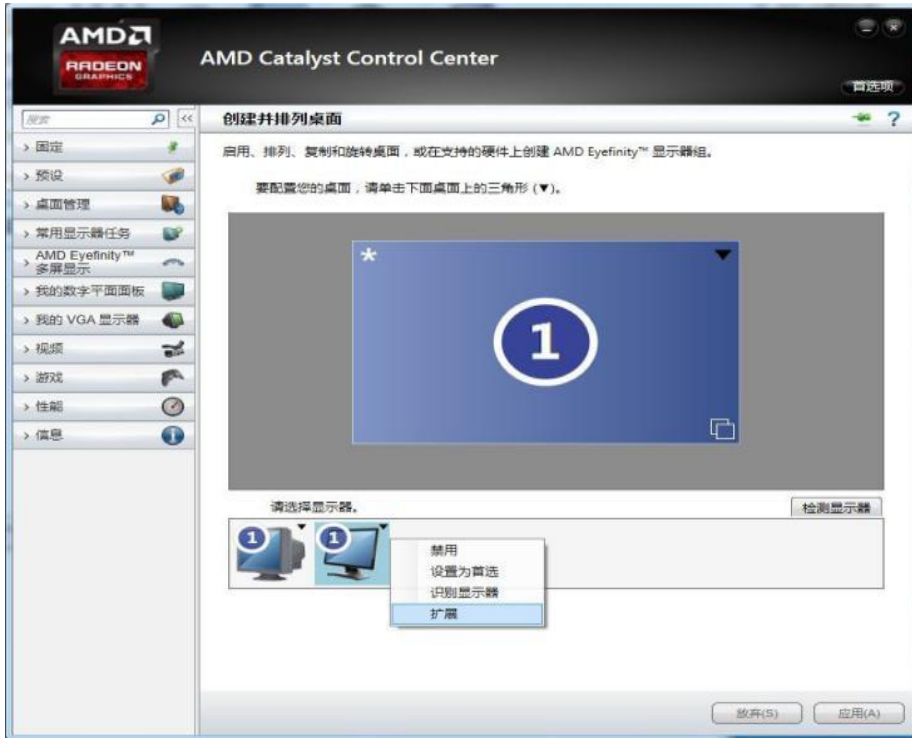 AMD
RADEON
GRAPHICS
AMD Catalyst Control Center
首选项
搜索
创建并排列桌面
?
固定
预设
桌面管理
常用显示器任务
AMD Eyefinity™
多屏显示
我的数字平面面板
我的 VGA 显示器
视频
游戏
性能
信息
启用、排列、复制和旋转桌面，或在支持的硬件上创建 AMD Eyefinity™ 显示器组。
要配置您的桌面，请单击下面桌面上的三角形 (▼)。
*
1
请选择显示器。
检测显示器
1
1
禁用
设置为首选
识别显示器
扩展
放弃(S)
应用(A)